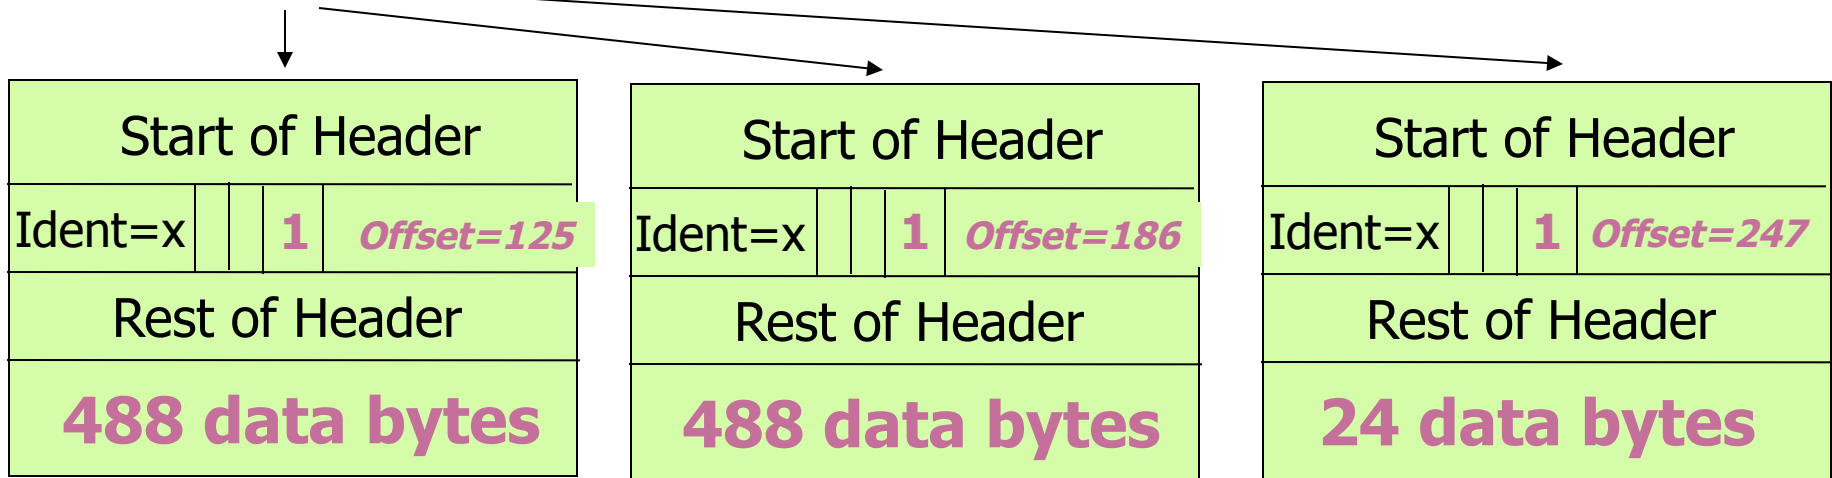 Start of Header
Ident=x 1 Offset=125
Rest of Header
488 data bytes
Start of Header
Ident=x 1 Offset=186
Rest of Header
488 data bytes
Start of Header
Ident=x 1 Offset=247
Rest of Header
24 data bytes